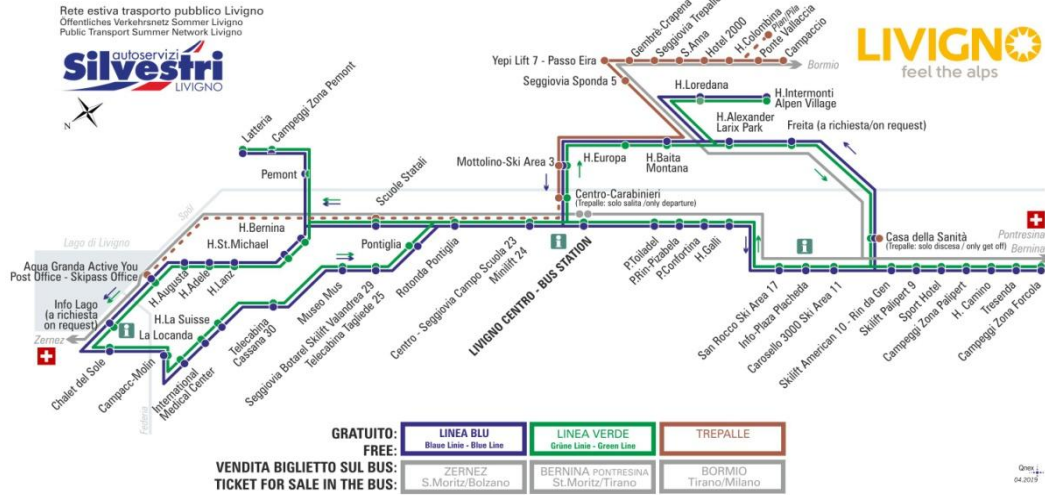 Rete estiva trasporto pubblico Livigno
Öffentliches Verkehrsnetz Sommer Livigno
Public Transport Summer Network Livigno
autoservizi
Silvestri
LIVIGNO
N
LIVIGNO
feel the alps
Yepi Lift 7 - Passo Eira
Gembrè-Crapena
Seggiovia Trepalle
S.Anna
Hotel 2000
H.Colombina
Plan/Pila
Ponte Vallaccia
Campaccio
Bormio
Seggiovia Sponda 5
H.Loredana
H.Intermonti
Alpen Village
H.Alexander
Larix Park
Freita (a richiesta/on request)
Latteria
Campeggi Zona Pemont
Pemont
Mottolino-Ski Area 3
H.Europa
H.Baita
Montana
Scuole Statali
Centro-Carabinieri
(Trepalle: solo salita /only departure)
Casa della Sanità
(Trepalle: solo discesa / only get off)
Pontresina
Bernina
Spöl
Lago di Livigno
H.Bernina
H.St.Michael
Aqua Granda Active You
Post Office - Skipass Office
H.Augusta
H.Adele
H.Lanz
Pontiglia
Rotonda Pontiglia
Centro - Seggiovia Campo Scuola 23
Minilift 24
LIVIGNO CENTRO - BUS STATION
P.Toiladel
P.Rin-Pizabela
P.Confortina
H.Galli
Info Lago
(a richiesta
on request)
Zernez
i
i
i
H.La Suisse
La Locanda
Chalet del Sole
Federia
Campacc-Molin
International
Medical Center
Telecabina
Cassana 30
Museo Mus
Seggiovia Botarel Skilift Valandrea 29
Telecabina Tagliede 25
San Rocco Ski Area 17
Info-Plaza Placheda
Carosello 3000 Ski Area 11
Skilift American 10 - Rin da Gen
Skilift Palipert 9
Sport Hotel
Campeggi Zona Palipert
H. Camino
Tresenda
Campeggi Zona Forcola
GRATUITO:
FREE:
LINEA BLU
Blaue Linie - Blue Line
LINEA VERDE
Grüne Linie - Green Line
TREPALLE
VENDITA BIGLIETTO SUL BUS:
TICKET FOR SALE IN THE BUS:
ZERNEZ
S.Moritz/Bolzano
BERNINA PONTRESINA
St.Moritz/Tirano
BORMIO
Tirano/Milano
Qnex
04.2019